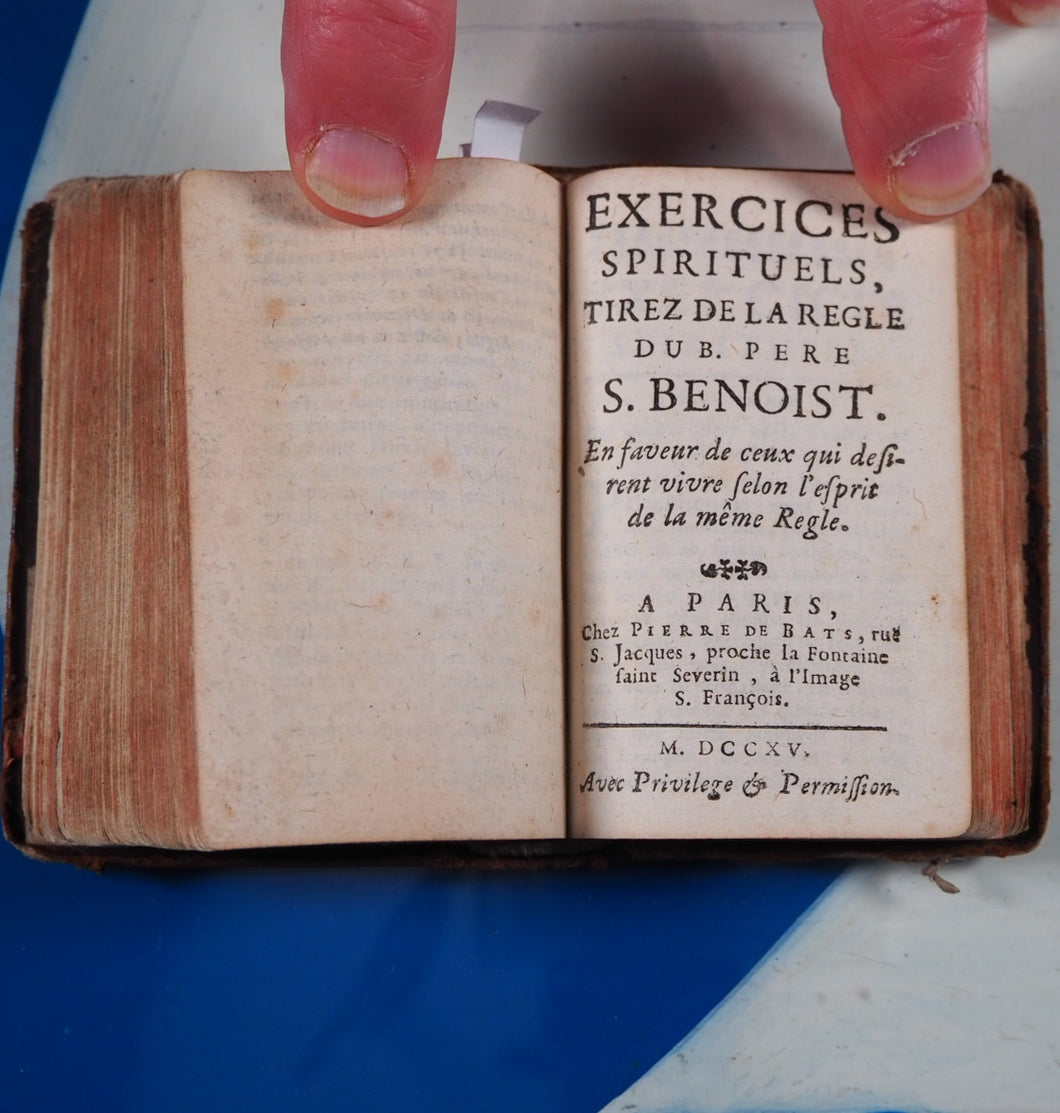 EXERCICES
SPIRITUELS,
TIREZ DE LA REGLE
DU B. PERE
S. BENOIST.
En faveur de ceux qui deſi-
rent vivre ſelon l'eſprit
de la même Regle.
A PARIS,
Chez PIERRE DE BATS, ruë
S. Jacques, proche la Fontaine
ſaint Severin, à l'Image
S. François.
M. DCCXV.
Avec Privilege & Permiſſion.